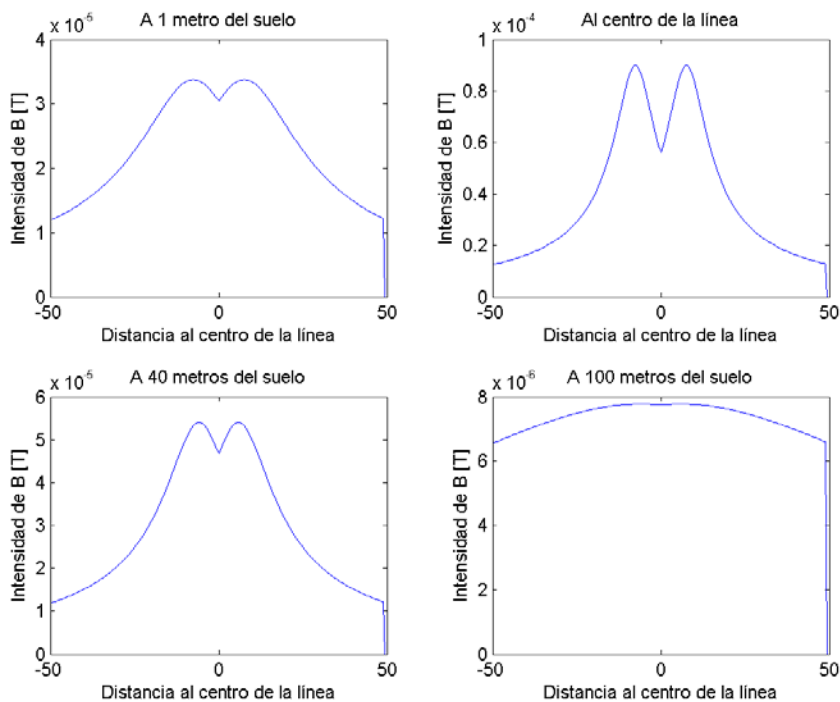 A 1 metro del suelo
x 10^-5
4
3
2
1
0
-50
0
50
Intensidad de B [T]
Distancia al centro de la línea
Al centro de la línea
x 10^-4
1
0.8
0.6
0.4
0.2
0
-50
0
50
Intensidad de B [T]
Distancia al centro de la línea
A 40 metros del suelo
x 10^-5
6
5
4
3
2
1
0
-50
0
50
Intensidad de B [T]
Distancia al centro de la línea
A 100 metros del suelo
x 10^-6
8
6
4
2
0
-50
0
50
Intensidad de B [T]
Distancia al centro de la línea